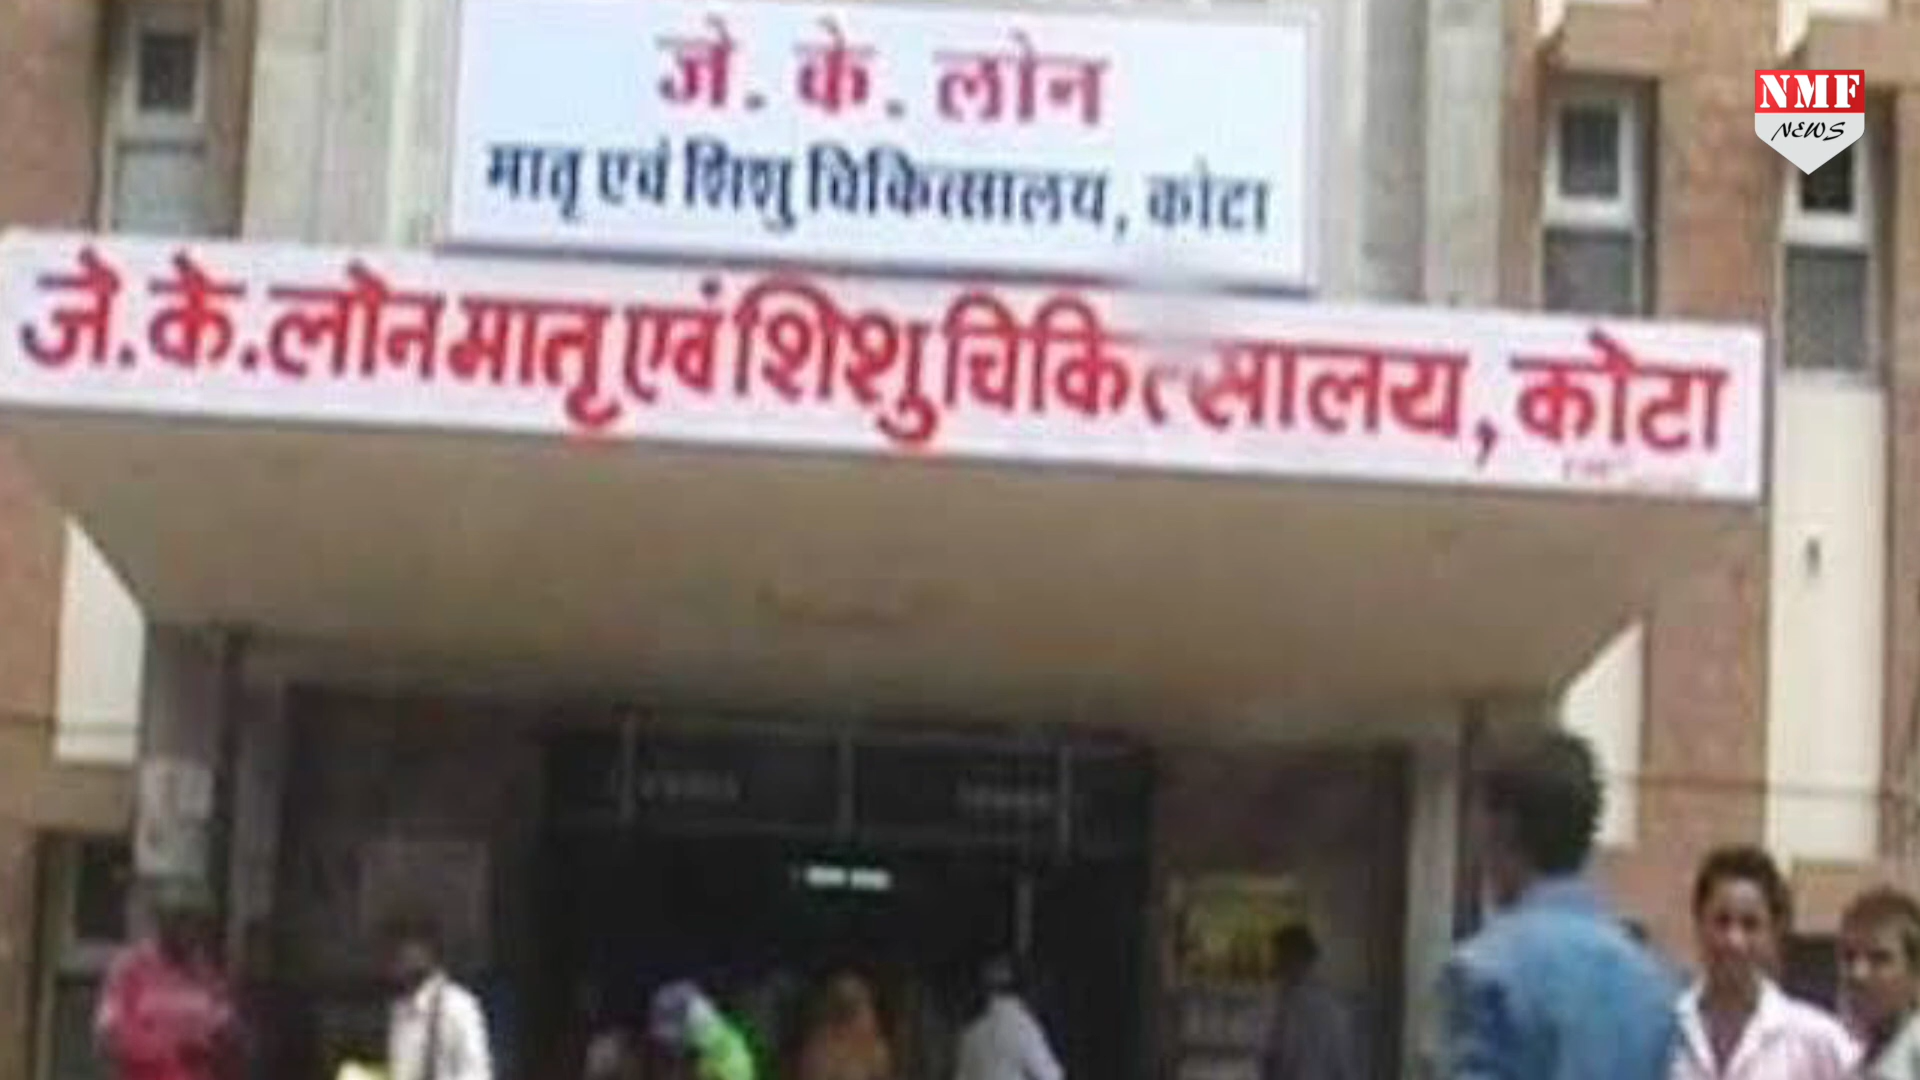 जे. के. लोन
मातृ एवं शिशु चिकित्सालय, कोटा
जे.के.लोन मातृ एवं शिशु चिकित्सालय, कोटा
NMF
NEWS